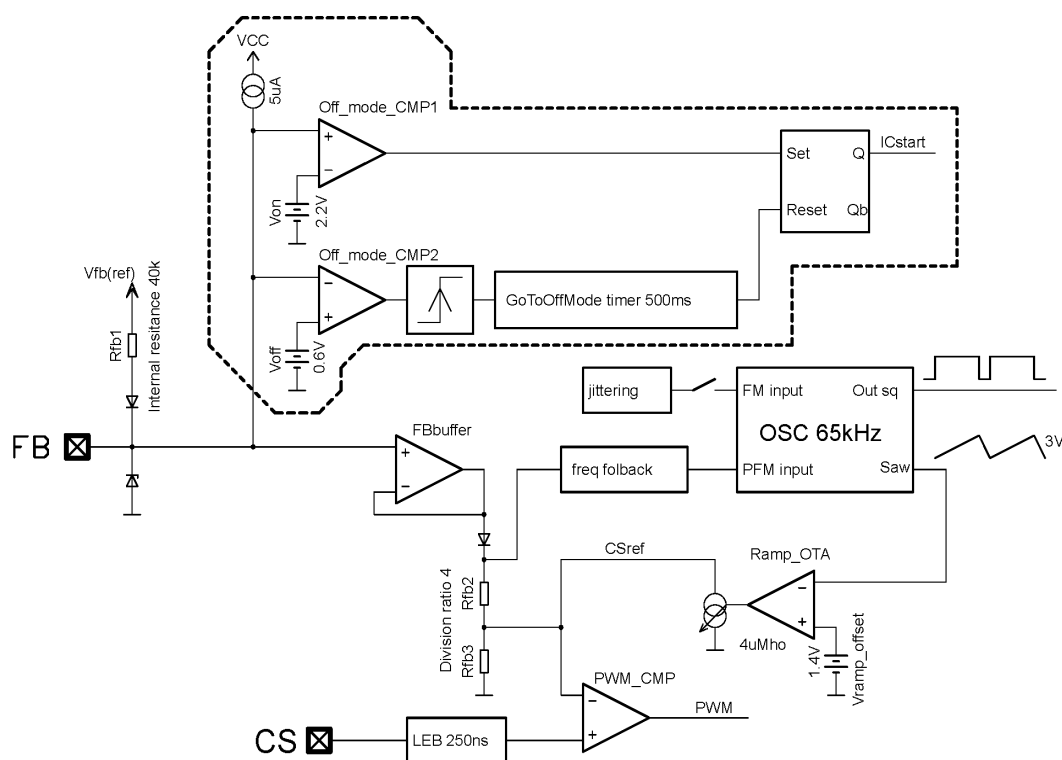 VCC
5uA
Off_mode_CMP1
+
−
Von
2.2V
Set
Q
ICstart
Reset
Qb
Off_mode_CMP2
−
+
Voff
0.6V
GoToOffMode timer 500ms
Vfb(ref)
Rfb1
Internal resitance 40k
FB
FBbuffer
+
−
jittering
FM input
Out sq
OSC 65kHz
freq folback
PFM input
Saw
3V
CSref
Ramp_OTA
−
+
4uMho
1.4V
Vramp_offset
Division ratio 4
Rfb2
Rfb3
PWM_CMP
−
+
PWM
CS
LEB 250ns